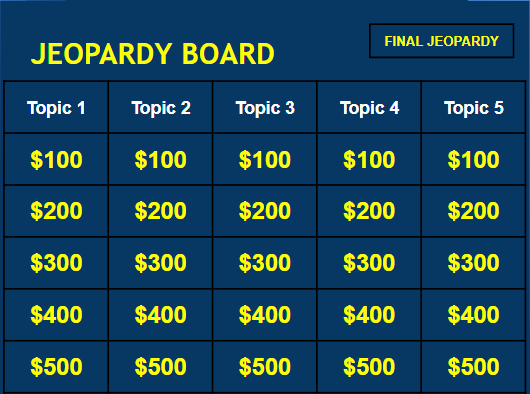 FINAL JEOPARDY
JEOPARDY BOARD
Topic 1 Topic 2 Topic 3 Topic 4 Topic 5
$100 $100 $100 $100 $100
$200 $200 $200 $200 $200
$300 $300 $300 $300 $300
$400 $400 $400 $400 $400
$500 $500 $500 $500 $500